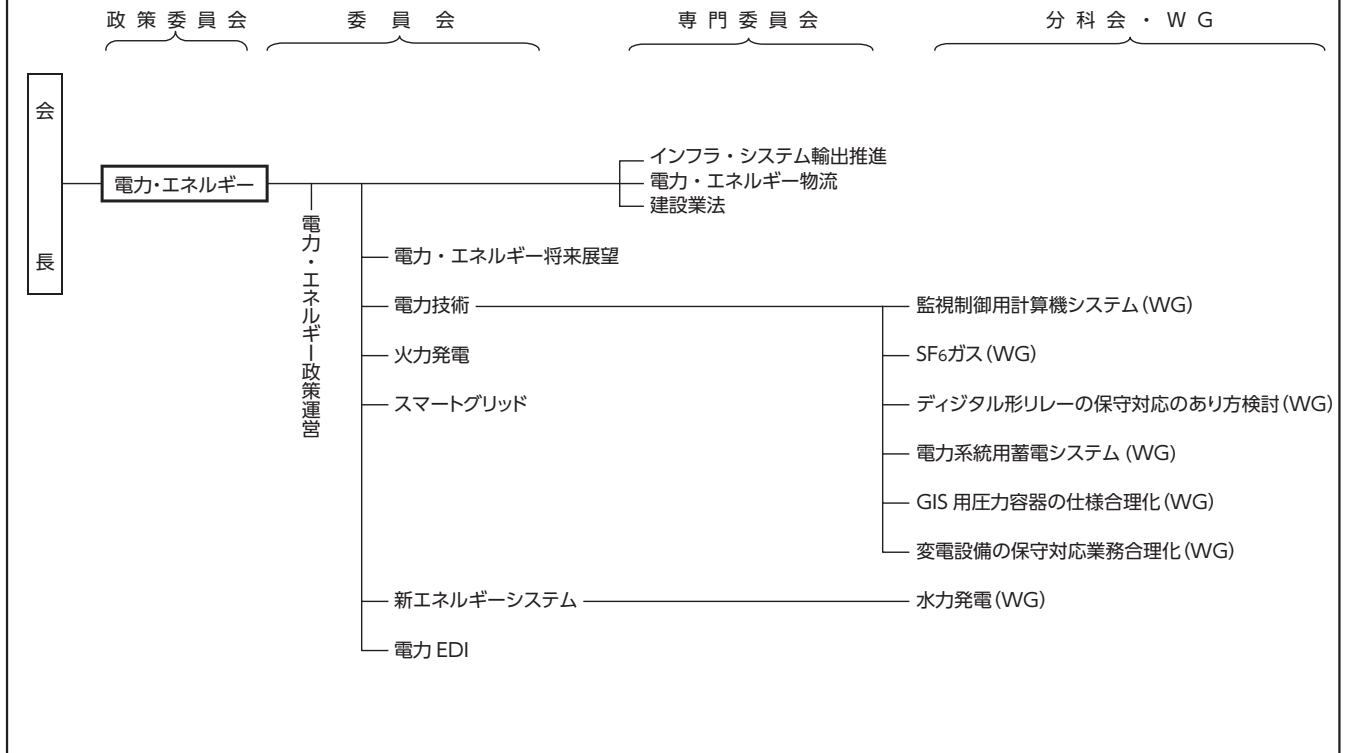 政策委員会
委員会
専門委員会
分科会・WG
会長
電力・エネルギー
電力・エネルギー政策運営
インフラ・システム輸出推進
電力・エネルギー物流
建設業法
電力・エネルギー将来展望
電力技術
監視制御用計算機システム(WG)
火力発電
SF6ガス(WG)
スマートグリッド
ディジタル形リレーの保守対応のあり方検討(WG)
電力系統用蓄電システム(WG)
GIS用圧力容器の仕様合理化(WG)
変電設備の保守対応業務合理化(WG)
新エネルギーシステム
水力発電(WG)
電力EDI